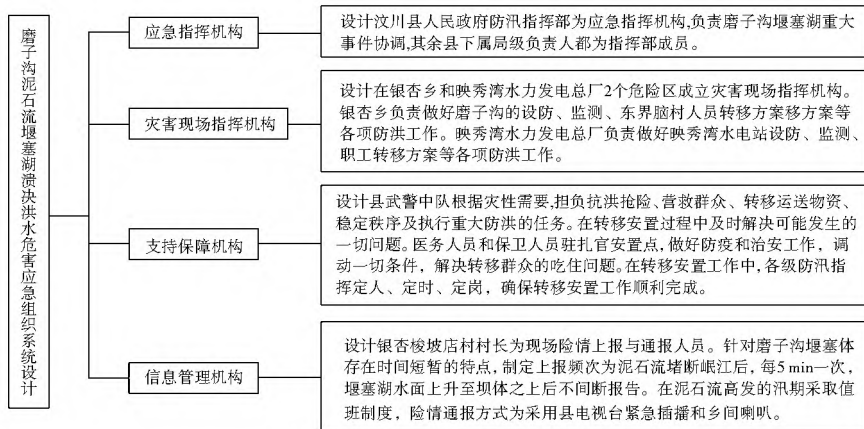 磨子沟泥石流堰塞湖溃决洪水危害应急组织系统设计
应急指挥机构
设计汶川县人民政府防汛指挥部为应急指挥机构,负责磨子沟堰塞湖重大
事件协调,其余县下属局级负责人都为指挥部成员。
灾害现场指挥机构
设计在银杏乡和映秀湾水力发电总厂2个危险区成立灾害现场指挥机构。
银杏乡负责做好磨子沟的设防、监测、东界脑村人员转移方案移方案等
各项防洪工作。映秀湾水力发电总厂负责做好映秀湾水电站设防、监测、
职工转移方案等各项防洪工作。
支持保障机构
设计县武警中队根据灾性需要,担负抗洪抢险、营救群众、转移运送物资、
稳定秩序及执行重大防洪的任务。在转移安置过程中及时解决可能发生的
一切问题。医务人员和保卫人员驻扎官安置点，做好防疫和治安工作，调
动一切条件，解决转移群众的吃住问题。在转移安置工作中,各级防汛指
挥定人、定时、定岗，确保转移安置工作顺利完成。
信息管理机构
设计银杏梭坡店村村长为现场险情上报与通报人员。针对磨子沟堰塞体
存在时间短暂的特点，制定上报频次为泥石流堵断岷江后，每5 min一次，
堰塞湖水面上升至坝体之上后不间断报告。在泥石流高发的汛期采取值
班制度，险情通报方式为采用县电视台紧急插播和乡间喇叭。